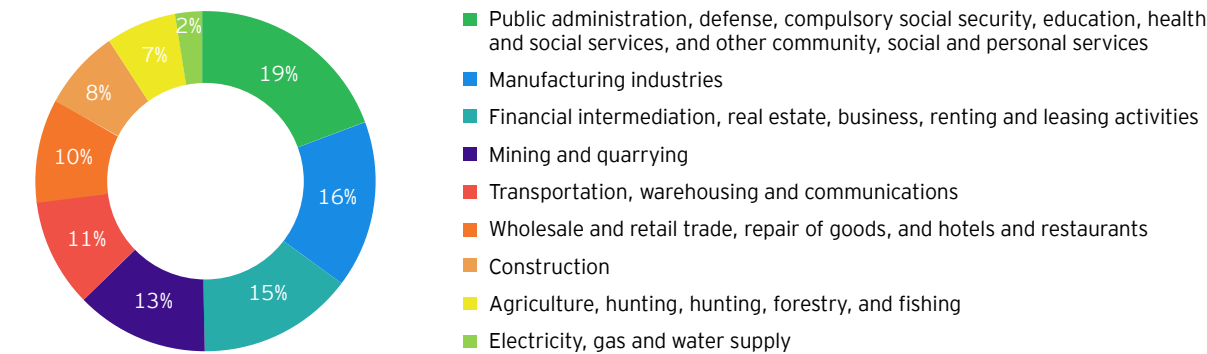 2%
7%
19%
8%
10%
16%
11%
15%
13%
Public administration, defense, compulsory social security, education, health
and social services, and other community, social and personal services
Manufacturing industries
Financial intermediation, real estate, business, renting and leasing activities
Mining and quarrying
Transportation, warehousing and communications
Wholesale and retail trade, repair of goods, and hotels and restaurants
Construction
Agriculture, hunting, hunting, forestry, and fishing
Electricity, gas and water supply